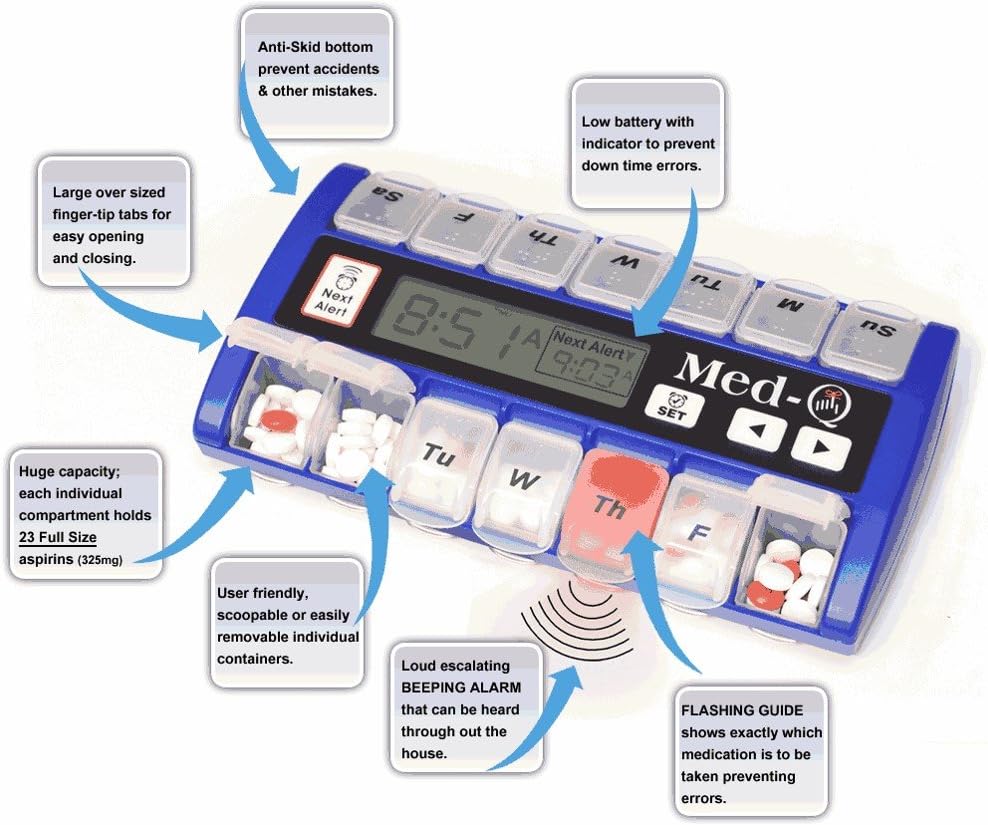 Anti-Skid bottom
prevent accidents
& other mistakes.
Low battery with
indicator to prevent
down time errors.
Large over sized
finger-tip tabs for
easy opening
and closing.
Sa
F
Th
W
Tu
M
Su
Next
Alert
8:51A
Next Alert
9:03A
Med-Q
SET
Tu
W
Th
F
Huge capacity;
each individual
compartment holds
23 Full Size
aspirins (325mg)
User friendly,
scoopable or easily
removable individual
containers.
Loud escalating
BEEPING ALARM
that can be heard
through out the
house.
FLASHING GUIDE
shows exactly which
medication is to be
taken preventing
errors.